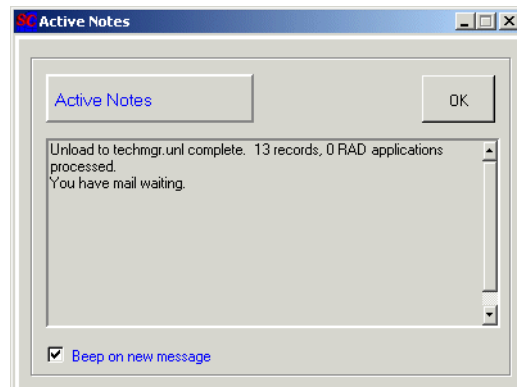 SC Active Notes
Active Notes
OK
Unload to techmgr.unl complete.  13 records, 0 RAD applications
processed.
You have mail waiting.
Beep on new message